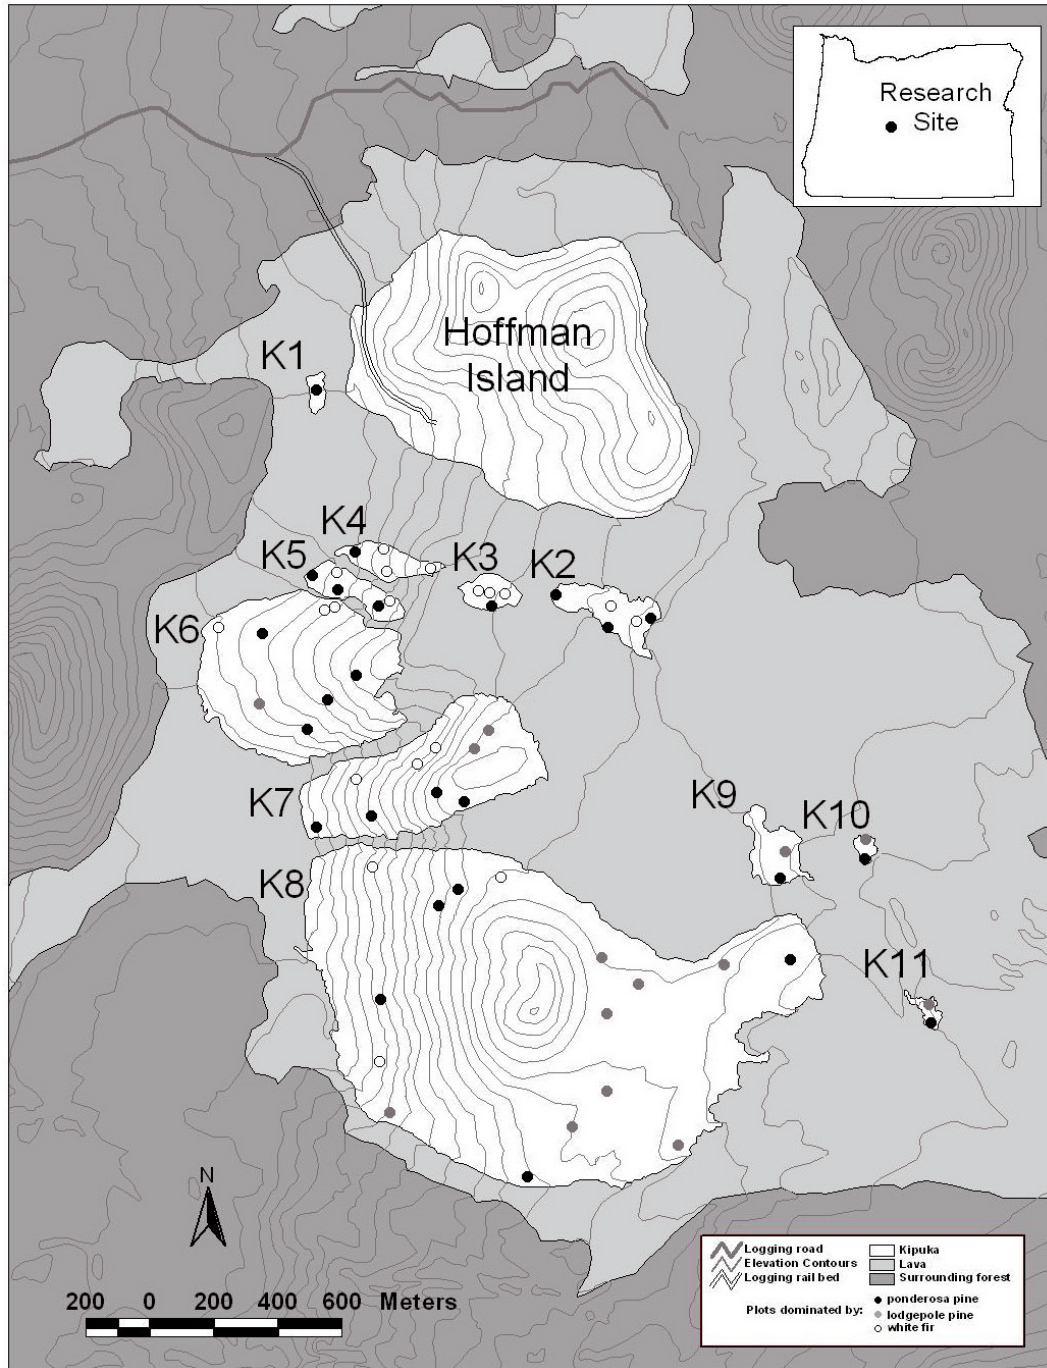 Research
Site
Hoffman
Island
K1
K4
K5
K3
K2
K6
K7
K9
K10
K8
K11
N
200 0 200 400 600 Meters
Logging road
Elevation Contours
Logging rail bed
Kipuka
Lava
Surrounding forest
Plots dominated by:
ponderosa pine
lodgepole pine
white fir